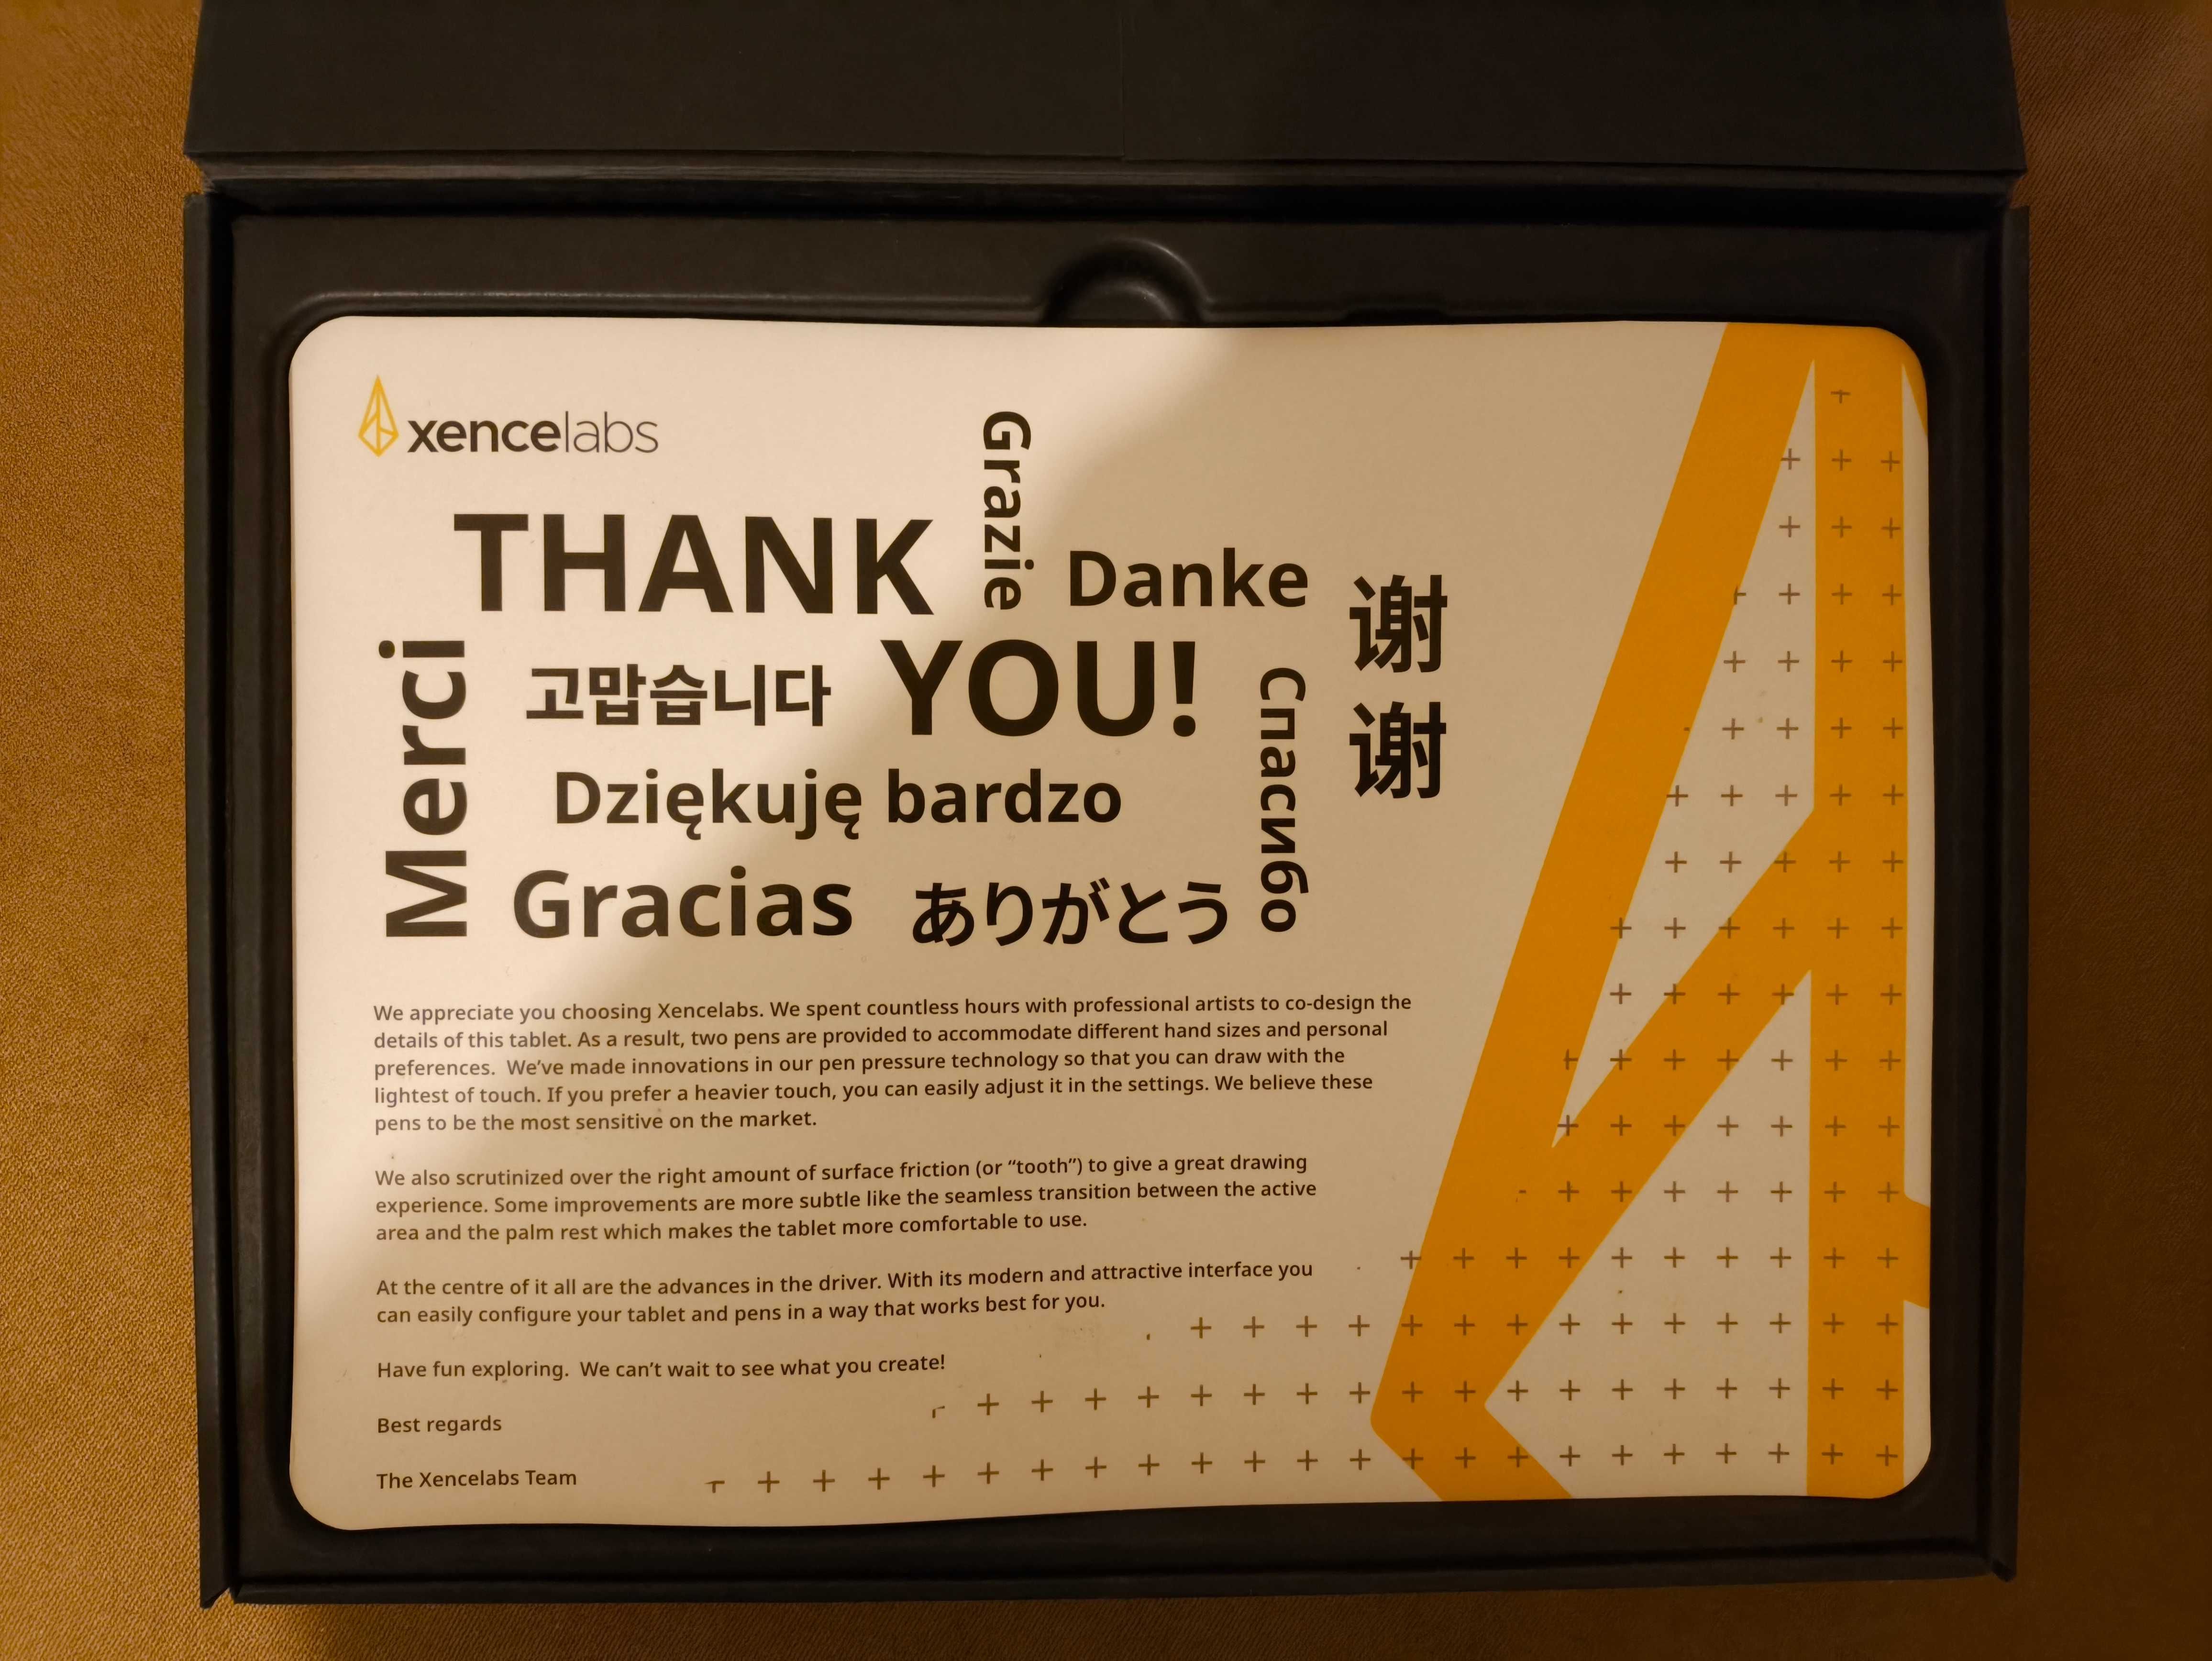 xencelabs
THANK
Grazie
Danke
谢谢
Merci
고맙습니다
YOU!
Спасибо
Dziękuję bardzo
Gracias
ありがとう
We appreciate you choosing Xencelabs. We spent countless hours with professional artists to co-design the
details of this tablet. As a result, two pens are provided to accommodate different hand sizes and personal
preferences.  We’ve made innovations in our pen pressure technology so that you can draw with the
lightest of touch. If you prefer a heavier touch, you can easily adjust it in the settings. We believe these
pens to be the most sensitive on the market.
We also scrutinized over the right amount of surface friction (or “tooth”) to give a great drawing
experience. Some improvements are more subtle like the seamless transition between the active
area and the palm rest which makes the tablet more comfortable to use.
At the centre of it all are the advances in the driver. With its modern and attractive interface you
can easily configure your tablet and pens in a way that works best for you.
Have fun exploring.  We can’t wait to see what you create!
Best regards
The Xencelabs Team